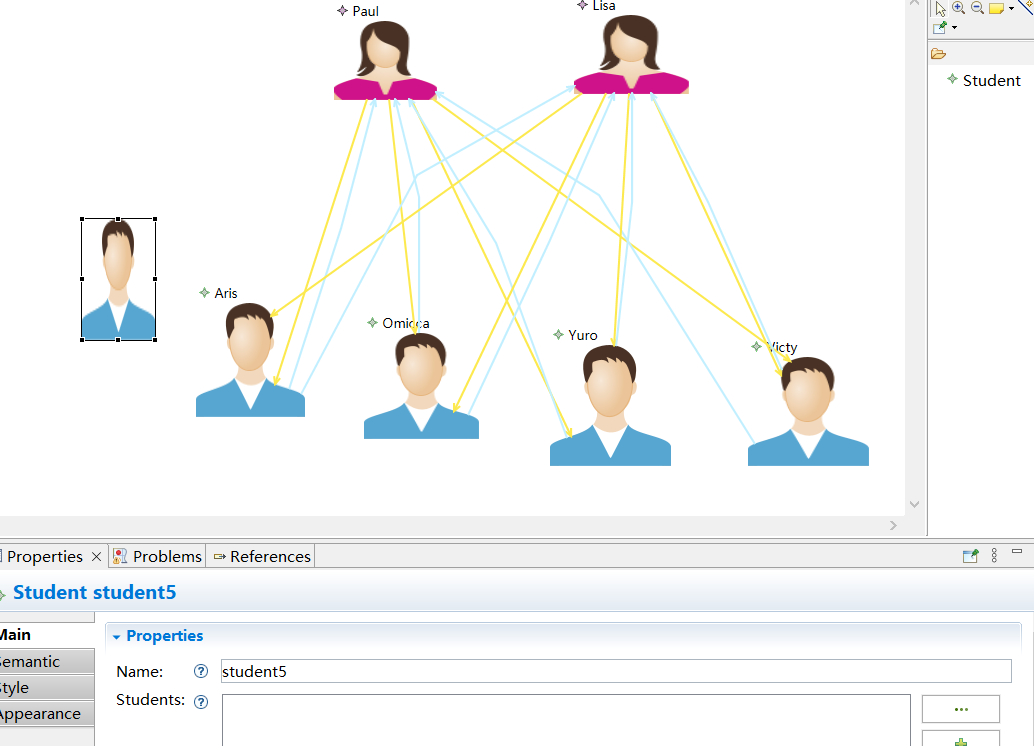 Paul
Lisa
Student
Aris
Omicca
Yuro
Victy
Properties
Problems
References
Student student5
Main
Semantic
Style
Appearance
Properties
Name:
student5
Students:
...